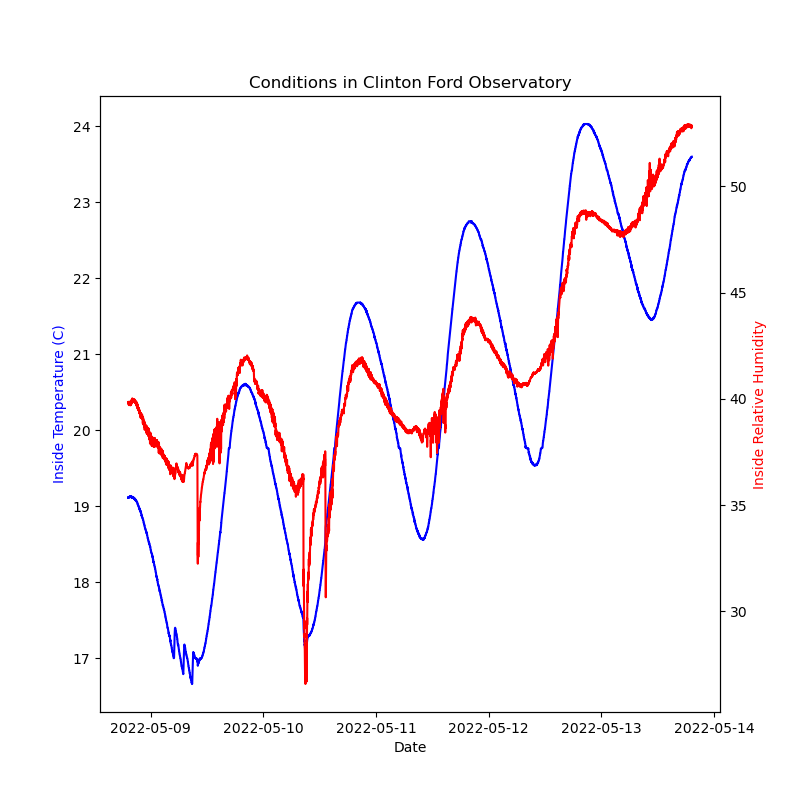 Conditions in Clinton Ford Observatory
24
23
22
21
20
19
18
17
Inside Temperature (C)
50
45
40
35
30
Inside Relative Humidity
2022-05-09 2022-05-10 2022-05-11 2022-05-12 2022-05-13 2022-05-14
Date